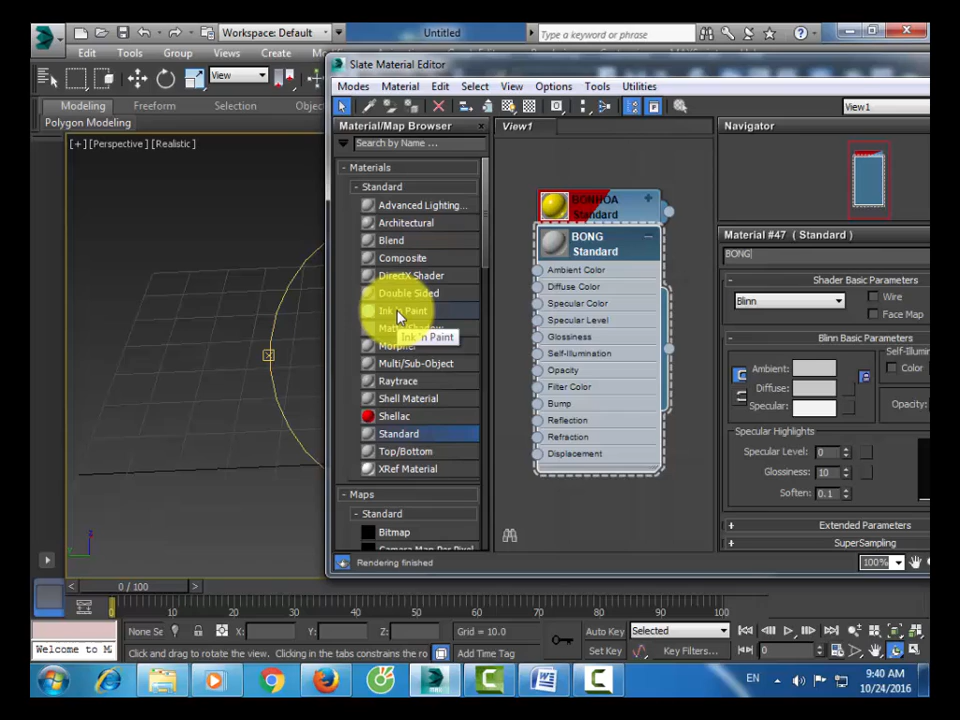 Workspace: Default
Untitled
Type a keyword or phrase
Edit Tools Group Views Create
View
Modeling Freeform Selection
Polygon Modeling
[+] [Perspective] [Realistic]
Slate Material Editor
Modes Material Edit Select View Options Tools Utilities
View1
Material/Map Browser
View1
Navigator
Search by Name ...
- Materials
- Standard
Advanced Lighting...
Architectural
Blend
Composite
DirectX Shader
Double Sided
Ink 'n Paint
Ink 'n Paint
Morpher
Multi/Sub-Object
Raytrace
Shell Material
Shellac
Standard
Top/Bottom
XRef Material
- Maps
- Standard
Bitmap
Camera Map Per Pixel
BONHOA
Standard
BONG
Standard
Ambient Color
Diffuse Color
Specular Color
Specular Level
Glossiness
Self-Illumination
Opacity
Filter Color
Bump
Reflection
Refraction
Displacement
Material #47 ( Standard )
BONG
- Shader Basic Parameters
Blinn
Wire
Face Map
- Blinn Basic Parameters
Self-Illum
Ambient:
Color
Diffuse:
Specular:
Opacity:
Specular Highlights
Specular Level: 0
Glossiness: 10
Soften: 0.1
+ Extended Parameters
+ SuperSampling
Rendering finished
100%
z
< 0 / 100 >
0 10 20 30 40 50 60 70 80 90 100
None Se X: Y: Z: Grid = 10.0
Auto Key Selected
Welcome to M
Click and drag to rotate the view. Clicking in the tabs constrains the ro
Add Time Tag
Set Key Key Filters... 0
EN
9:40 AM
10/24/2016